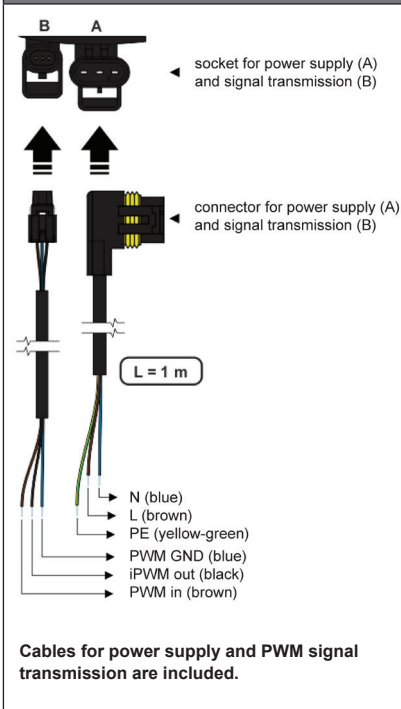 B A
socket for power supply (A)
and signal transmission (B)
connector for power supply (A)
and signal transmission (B)
L = 1 m
N (blue)
L (brown)
PE (yellow-green)
PWM GND (blue)
iPWM out (black)
PWM in (brown)
Cables for power supply and PWM signal
transmission are included.